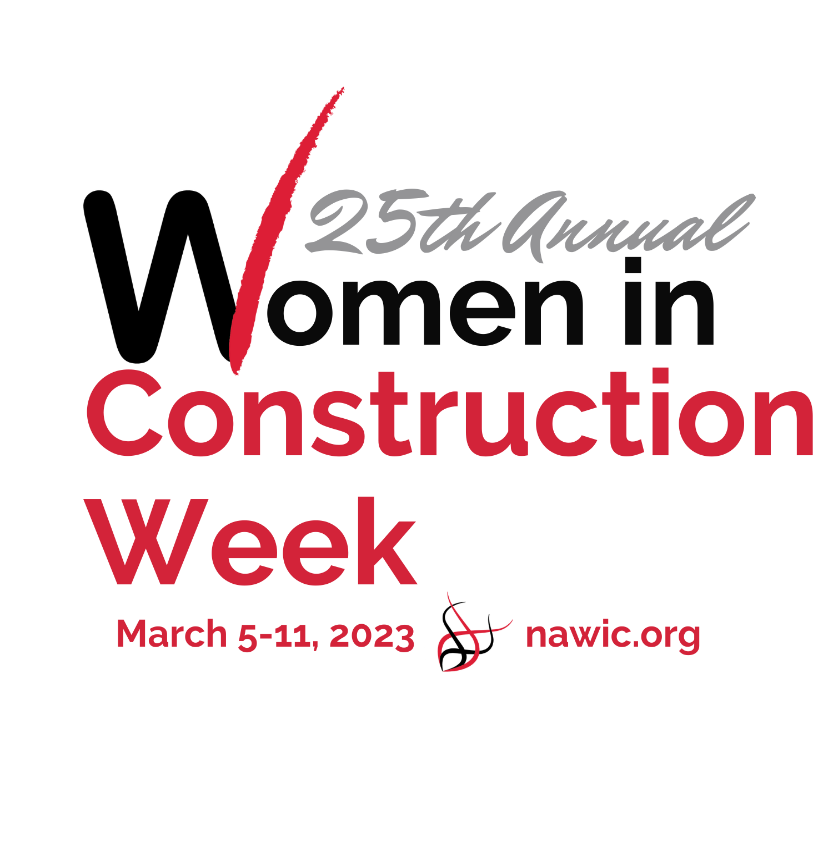 25th Annual
Women in
Construction
Week
March 5-11, 2023 nawic.org